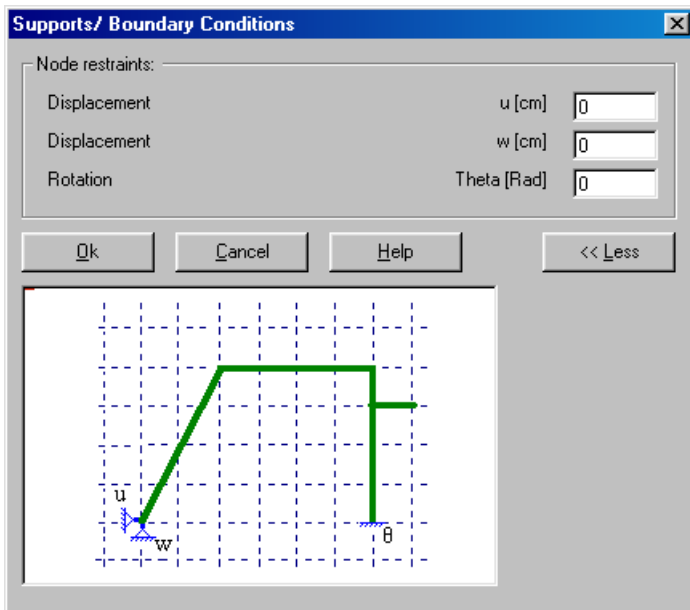 Supports/ Boundary Conditions
Node restraints:
Displacement u [cm] 0
Displacement w [cm] 0
Rotation Theta [Rad] 0
Ok Cancel Help << Less
u
w θ